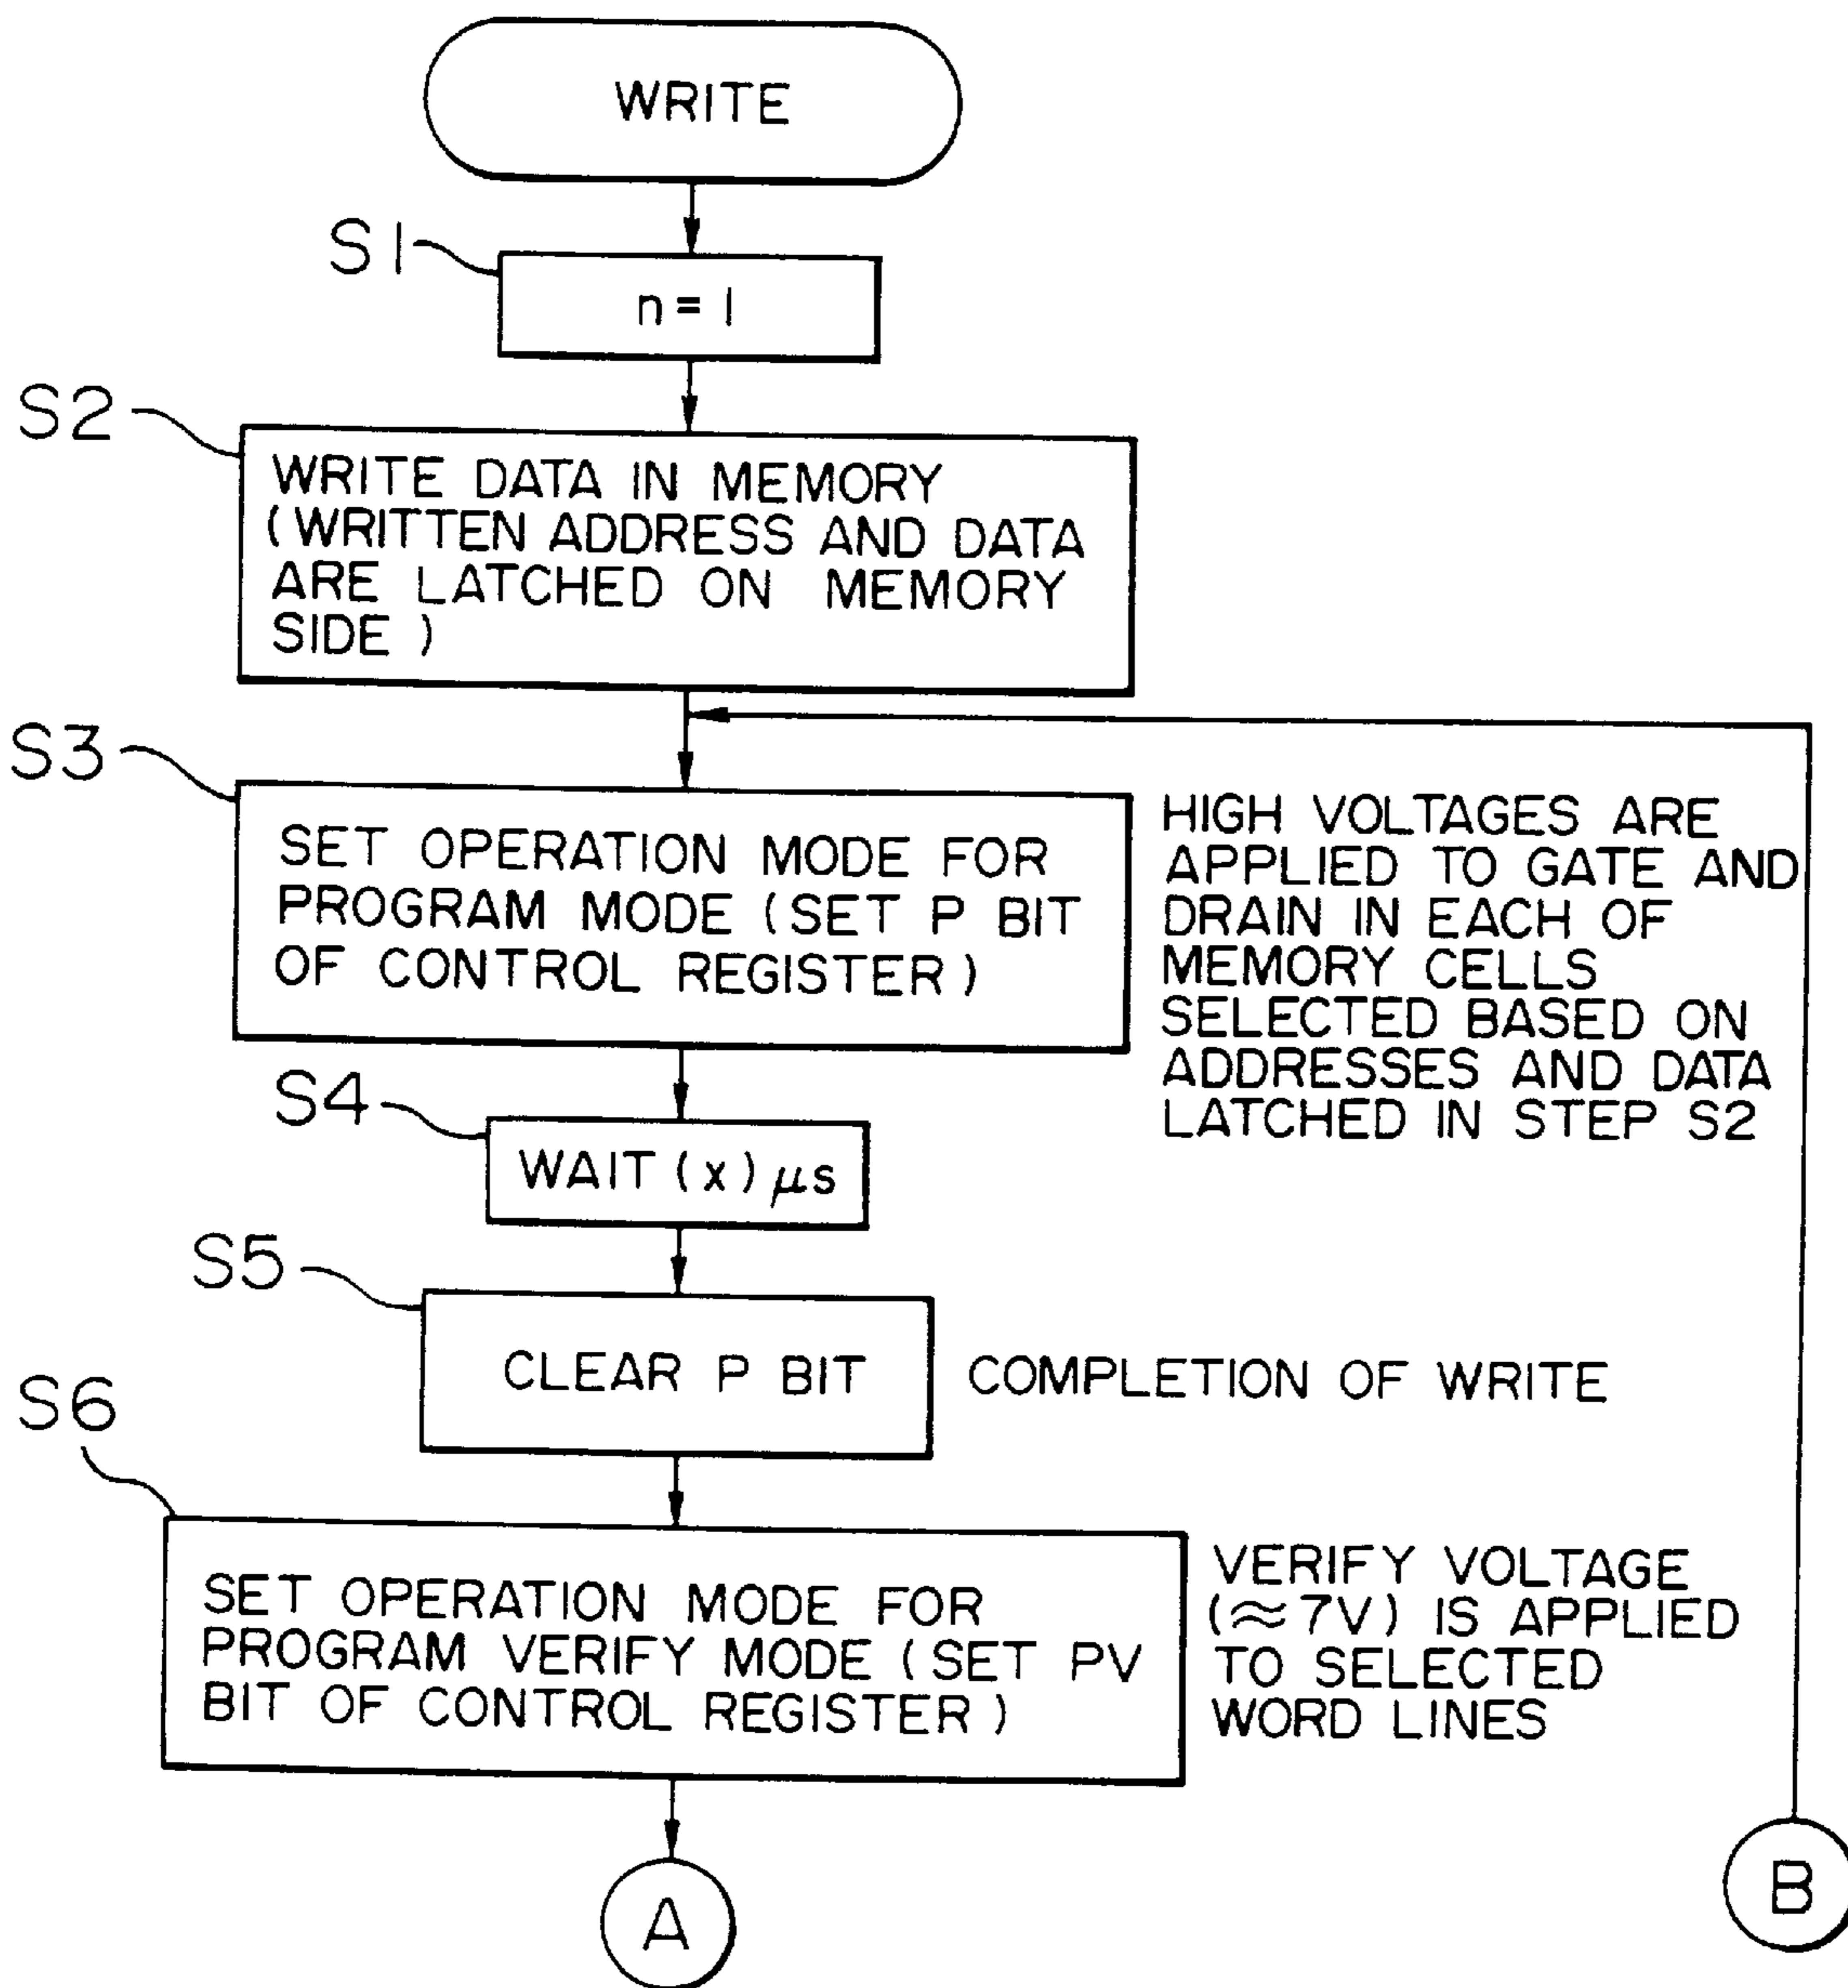 WRITE
S1
n = 1
S2
WRITE DATA IN MEMORY
(WRITTEN ADDRESS AND DATA
ARE LATCHED ON MEMORY
SIDE)
S3
SET OPERATION MODE FOR
PROGRAM MODE (SET P BIT
OF CONTROL REGISTER)
HIGH VOLTAGES ARE
APPLIED TO GATE AND
DRAIN IN EACH OF
MEMORY CELLS
SELECTED BASED ON
ADDRESSES AND DATA
LATCHED IN STEP S2
S4
WAIT (x) μs
S5
CLEAR P BIT
COMPLETION OF WRITE
S6
SET OPERATION MODE FOR
PROGRAM VERIFY MODE (SET PV
BIT OF CONTROL REGISTER)
VERIFY VOLTAGE
(≈7V) IS APPLIED
TO SELECTED
WORD LINES
A
B